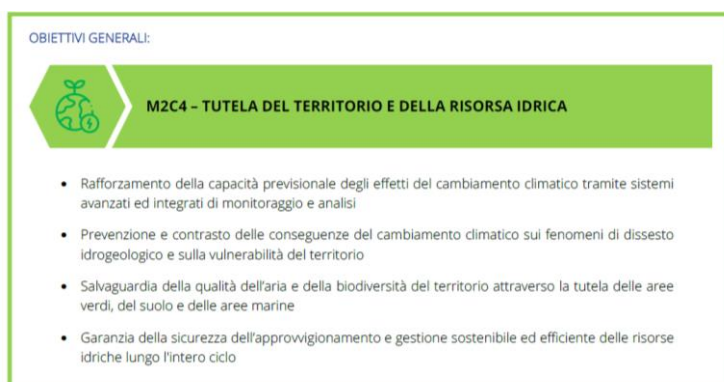 OBIETTIVI GENERALI:
M2C4 – TUTELA DEL TERRITORIO E DELLA RISORSA IDRICA
• Rafforzamento della capacità previsionale degli effetti del cambiamento climatico tramite sistemi
avanzati ed integrati di monitoraggio e analisi
• Prevenzione e contrasto delle conseguenze del cambiamento climatico sui fenomeni di dissesto
idrogeologico e sulla vulnerabilità del territorio
• Salvaguardia della qualità dell'aria e della biodiversità del territorio attraverso la tutela delle aree
verdi, del suolo e delle aree marine
• Garanzia della sicurezza dell'approvvigionamento e gestione sostenibile ed efficiente delle risorse
idriche lungo l'intero ciclo